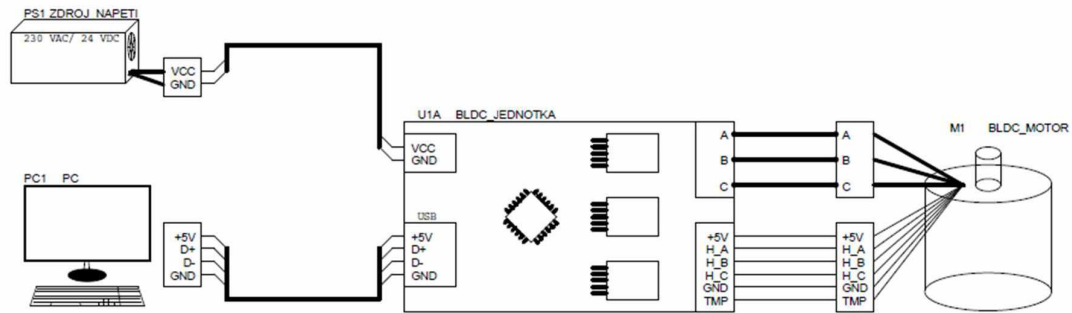 PS1 ZDROJ NAPETI
230 VAC/ 24 VDC
VCC
GND
U1A BLDC_JEDNOTKA
VCC
GND
A
B
C
A
B
C
M1 BLDC_MOTOR
PC1 PC
+5V
D+
D-
GND
USB
+5V
D+
D-
GND
+5V
H_A
H_B
H_C
GND
TMP
+5V
H_A
H_B
H_C
GND
TMP